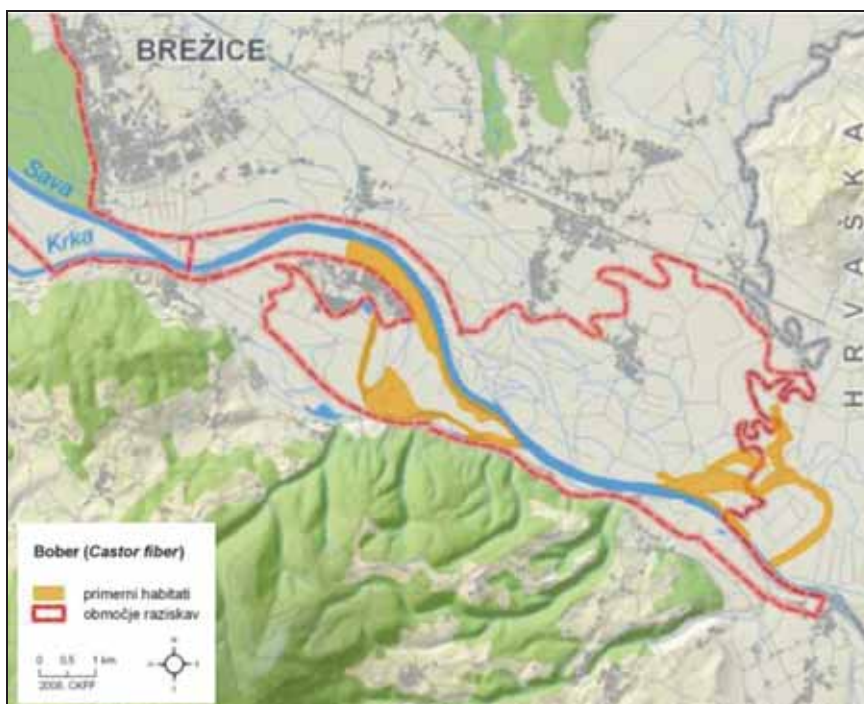 BREŽICE
Sava
Krka
HRVAŠKA
Bober (Castor fiber)
primerni habitati
območje raziskav
0 0,5 1 km
2008, CKFF